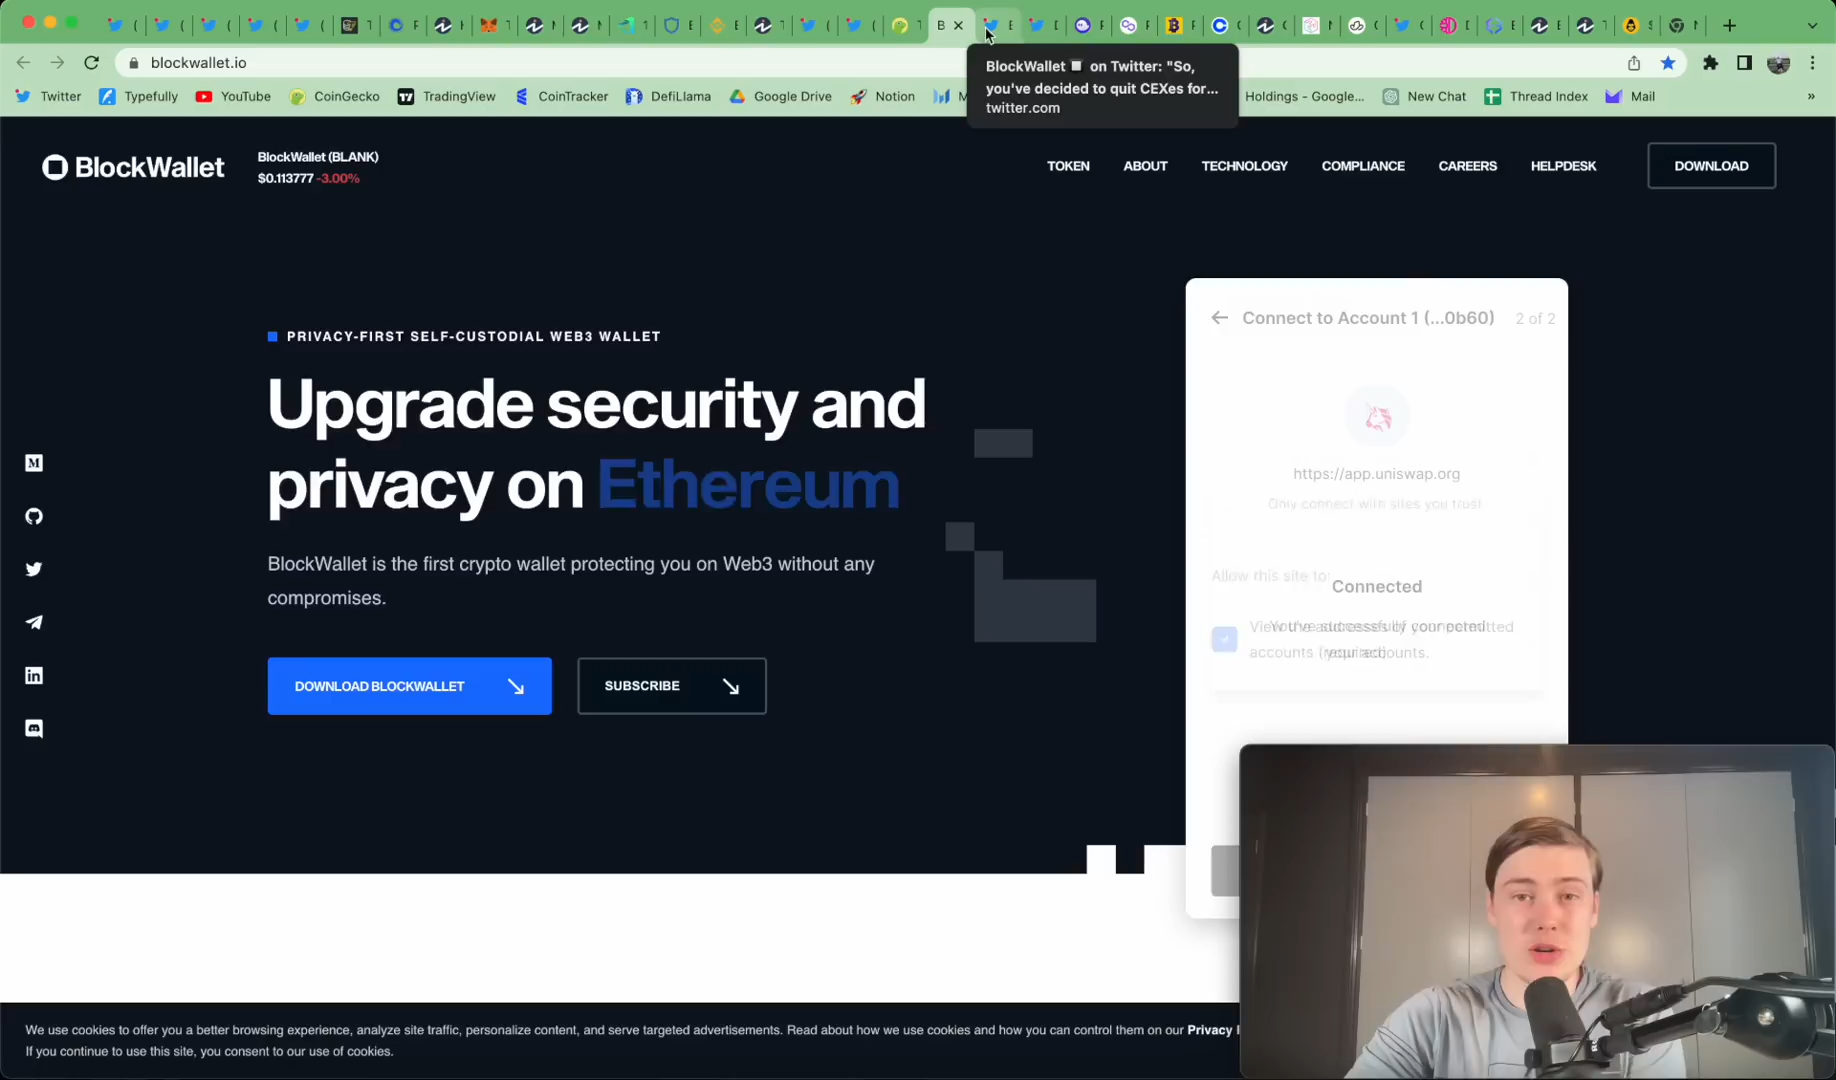 blockwallet.io
BlockWallet on Twitter: "So,
you've decided to quit CEXes for...
twitter.com
Twitter
Typefully
YouTube
CoinGecko
TradingView
CoinTracker
DefiLlama
Google Drive
Notion
Holdings - Google...
New Chat
Thread Index
Mail
»
BlockWallet
BlockWallet (BLANK)
$0.113777 -3.00%
TOKEN
ABOUT
TECHNOLOGY
COMPLIANCE
CAREERS
HELPDESK
DOWNLOAD
PRIVACY-FIRST SELF-CUSTODIAL WEB3 WALLET
Upgrade security and
privacy on Ethereum
BlockWallet is the first crypto wallet protecting you on Web3 without any
compromises.
DOWNLOAD BLOCKWALLET
SUBSCRIBE
Connect to Account 1 (...0b60) 2 of 2
https://app.uniswap.org
Only connect with sites you trust
Allow this site to:
Connected
We use cookies to offer you a better browsing experience, analyze site traffic, personalize content, and serve targeted advertisements. Read about how we use cookies and how you can control them on our Privacy
If you continue to use this site, you consent to our use of cookies.